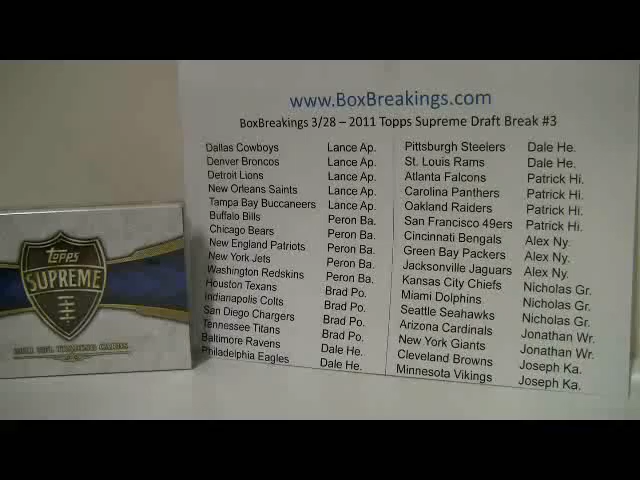 www.BoxBreakings.com
BoxBreakings 3/28 – 2011 Topps Supreme Draft Break #3
Dallas Cowboys Lance Ap.
Denver Broncos Lance Ap.
Detroit Lions Lance Ap.
New Orleans Saints Lance Ap.
Tampa Bay Buccaneers Lance Ap.
Buffalo Bills Peron Ba.
Chicago Bears Peron Ba.
New England Patriots Peron Ba.
New York Jets Peron Ba.
Washington Redskins Peron Ba.
Houston Texans Brad Po.
Indianapolis Colts Brad Po.
San Diego Chargers Brad Po.
Tennessee Titans Brad Po.
Baltimore Ravens Dale He.
Philadelphia Eagles Dale He.
Pittsburgh Steelers Dale He.
St. Louis Rams Dale He.
Atlanta Falcons Patrick Hi.
Carolina Panthers Patrick Hi.
Oakland Raiders Patrick Hi.
San Francisco 49ers Patrick Hi.
Cincinnati Bengals Alex Ny.
Green Bay Packers Alex Ny.
Jacksonville Jaguars Alex Ny.
Kansas City Chiefs Nicholas Gr.
Miami Dolphins Nicholas Gr.
Seattle Seahawks Nicholas Gr.
Arizona Cardinals Jonathan Wr.
New York Giants Jonathan Wr.
Cleveland Browns Joseph Ka.
Minnesota Vikings Joseph Ka.
Topps
SUPREME
2011 NFL TRADING CARDS